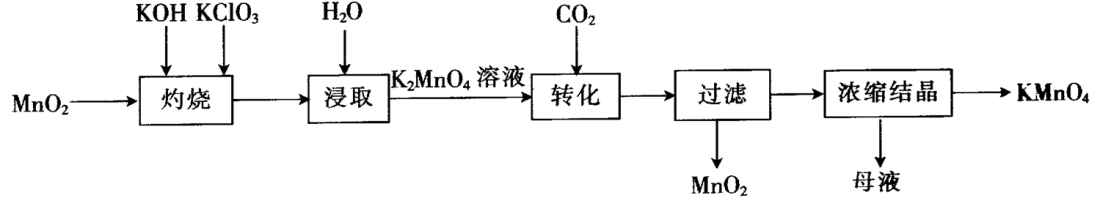 KOH KClO₃
H₂O
CO₂
MnO₂
灼烧
浸取
K₂MnO₄ 溶液
转化
过滤
浓缩结晶
KMnO₄
MnO₂
母液